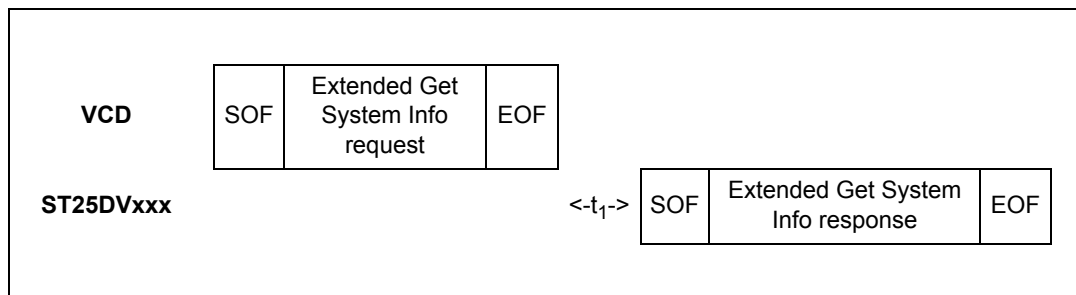 VCD
SOF
Extended Get
System Info
request
EOF
ST25DVxxx
<-t₁->
SOF
Extended Get System
Info response
EOF